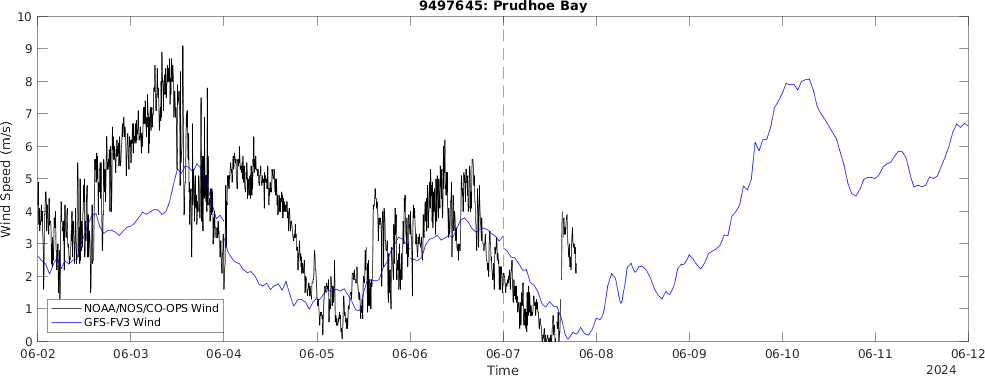 9497645: Prudhoe Bay
10
9
8
7
6
5
4
3
2
1
0
Wind Speed (m/s)
NOAA/NOS/CO-OPS Wind
GFS-FV3 Wind
06-02 06-03 06-04 06-05 06-06 06-07 06-08 06-09 06-10 06-11 06-12
Time
2024